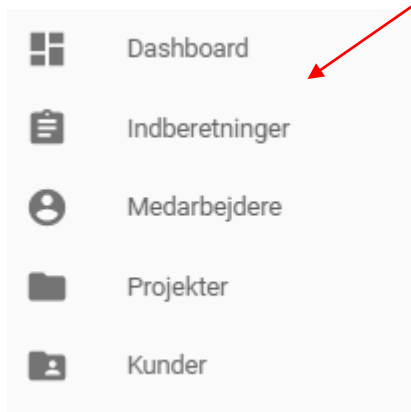 Dashboard
Indberetninger
Medarbejdere
Projekter
Kunder